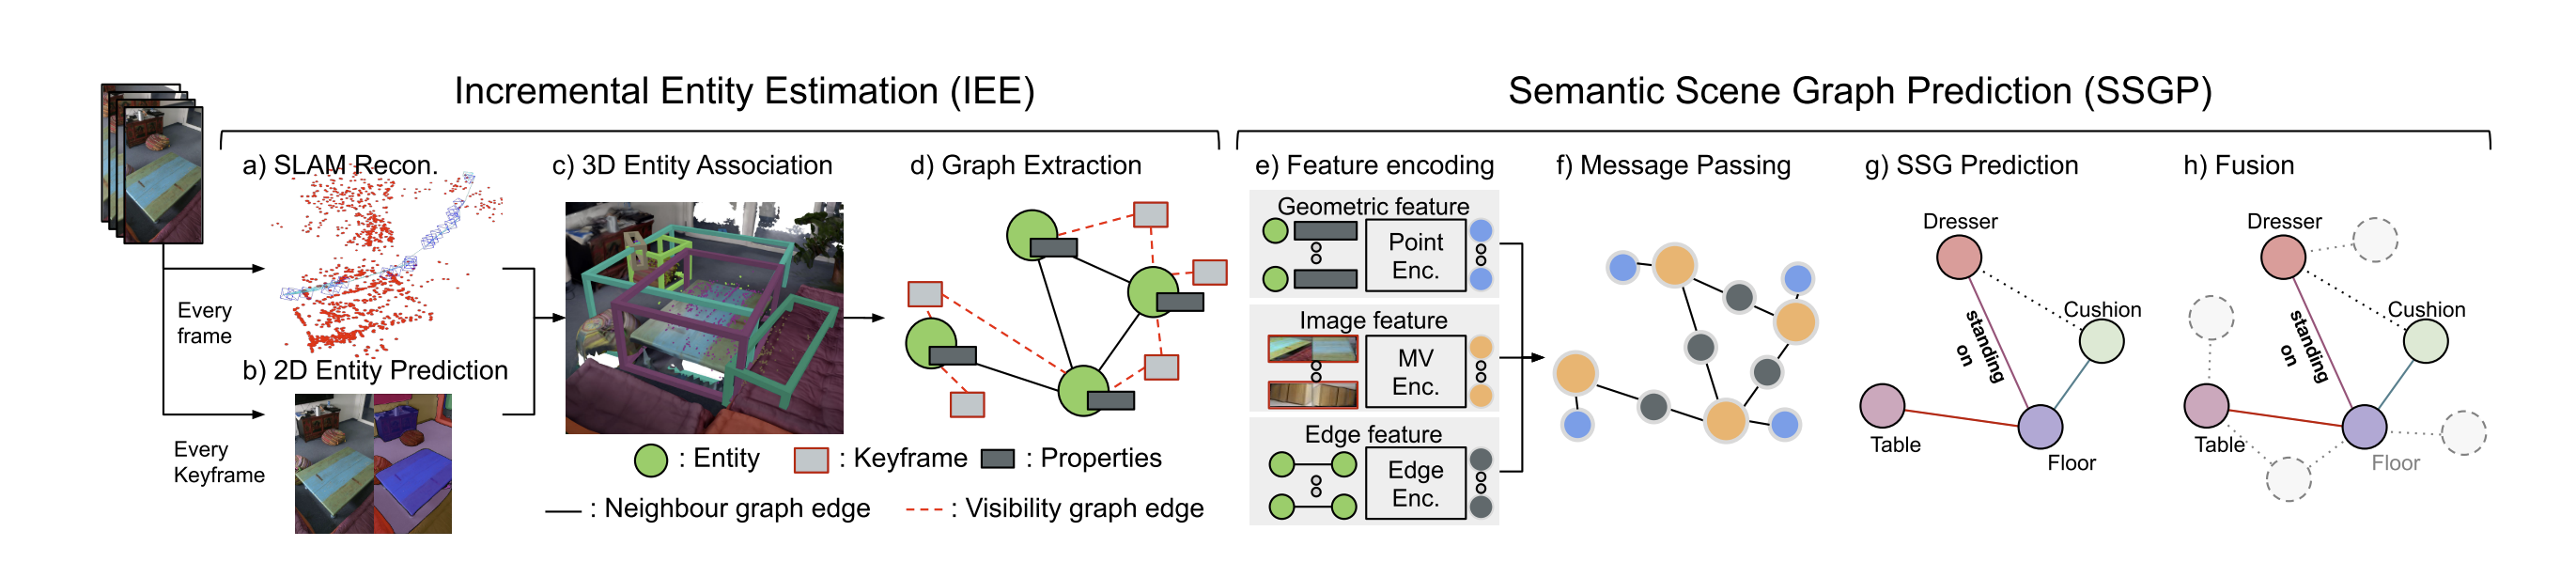 Incremental Entity Estimation (IEE)
Semantic Scene Graph Prediction (SSGP)
a) SLAM Recon.
Every
frame
b) 2D Entity Prediction
Every
Keyframe
c) 3D Entity Association
d) Graph Extraction
: Entity
: Keyframe
: Properties
: Neighbour graph edge
: Visibility graph edge
e) Feature encoding
Geometric feature
Point
Enc.
Image feature
MV
Enc.
Edge feature
Edge
Enc.
f) Message Passing
g) SSG Prediction
Dresser
Cushion
standing
on
Table
Floor
h) Fusion
Dresser
Cushion
standing
on
Table
Floor